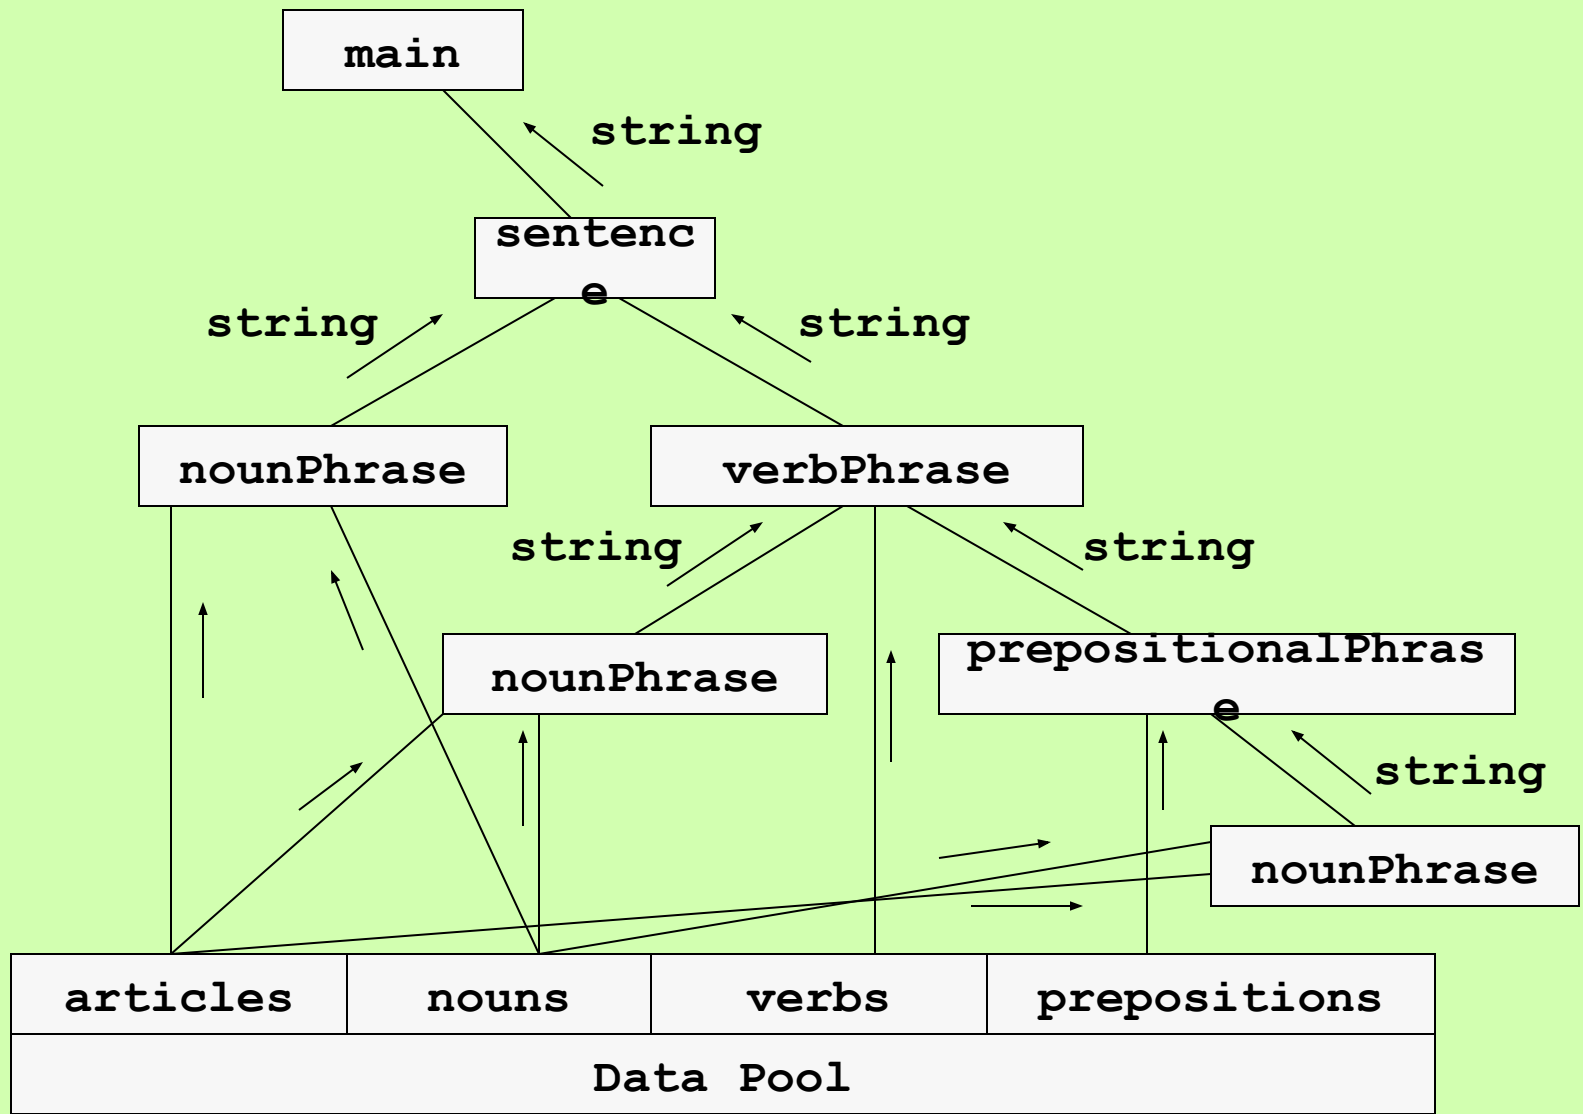 main
string
sentenc
e
string
string
nounPhrase
verbPhrase
string
string
nounPhrase
prepositionalPhras
e
string
nounPhrase
articles
nouns
verbs
prepositions
Data Pool